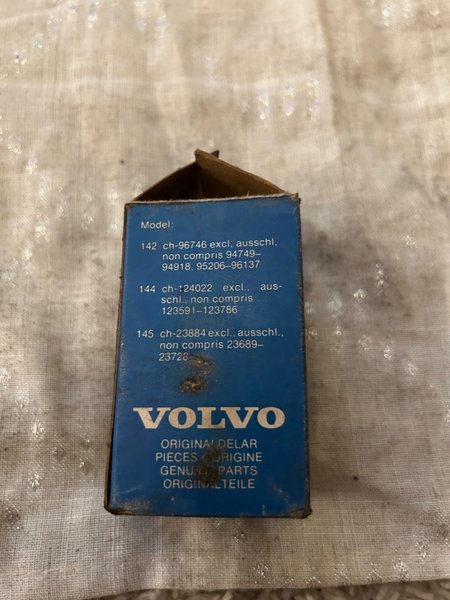 Model:
142 ch-96746 excl, ausschl,
non compris 94749–
94918, 95206–96137
144 ch-124022 excl., aus-
schl., non compris
123591–123786
145 ch-23884 excl., ausschl.,
non compris 23689–
VOLVO
ORIGINALDELAR
PIECES D'ORIGINE
GENUINE PARTS
ORIGINALTEILE